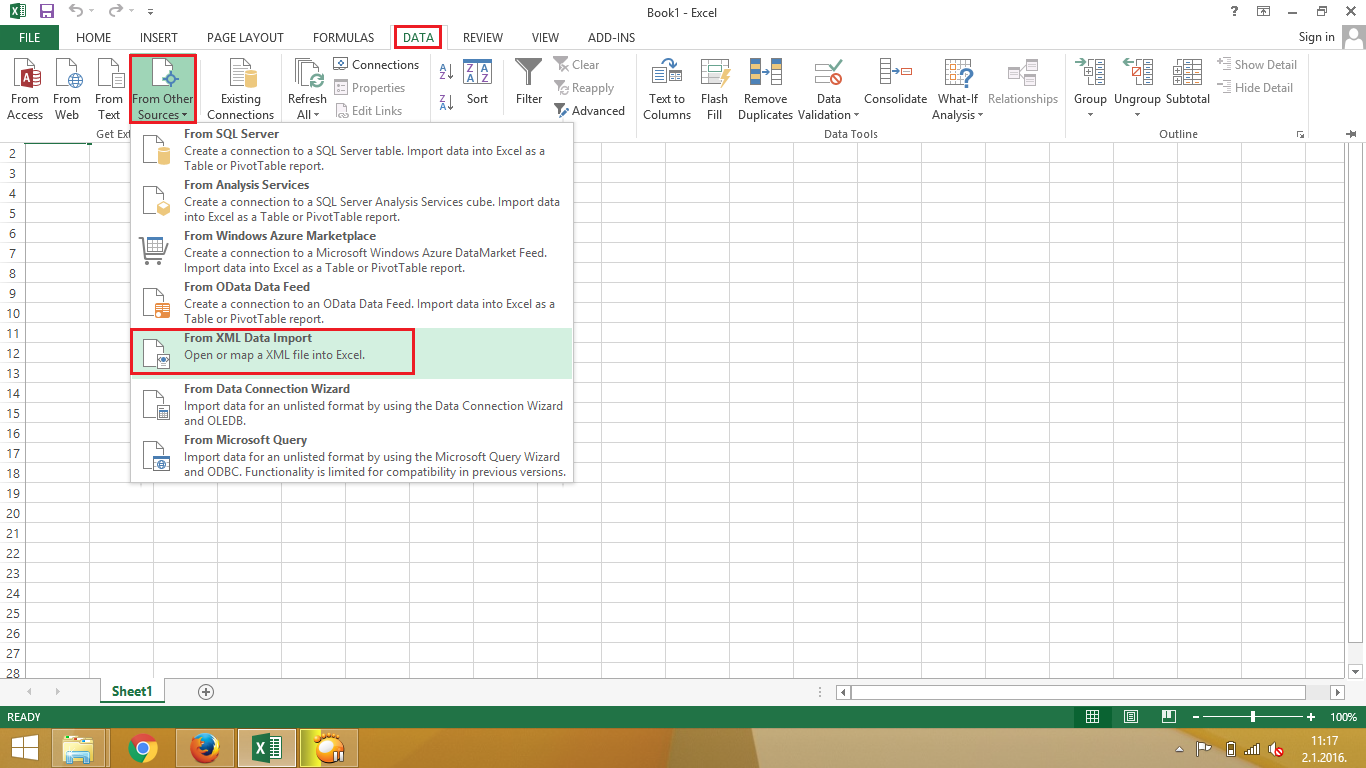 Book1 - Excel
?
FILE HOME INSERT PAGE LAYOUT FORMULAS DATA REVIEW VIEW ADD-INS Sign in
From Access
From Web
From Text
From Other Sources
Existing Connections
Refresh All
Connections
Properties
Edit Links
Sort
Filter
Clear
Reapply
Advanced
Text to Columns
Flash Fill
Remove Duplicates
Data Validation
Consolidate
What-If Analysis
Relationships
Group
Ungroup
Subtotal
Show Detail
Hide Detail
Get Ext
Data Tools
Outline
From SQL Server
Create a connection to a SQL Server table. Import data into Excel as a
Table or PivotTable report.
From Analysis Services
Create a connection to a SQL Server Analysis Services cube. Import data
into Excel as a Table or PivotTable report.
From Windows Azure Marketplace
Create a connection to a Microsoft Windows Azure DataMarket Feed.
Import data into Excel as a Table or PivotTable report.
From OData Data Feed
Create a connection to an OData Data Feed. Import data into Excel as a
Table or PivotTable report.
From XML Data Import
Open or map a XML file into Excel.
From Data Connection Wizard
Import data for an unlisted format by using the Data Connection Wizard
and OLEDB.
From Microsoft Query
Import data for an unlisted format by using the Microsoft Query Wizard
and ODBC. Functionality is limited for compatibility in previous versions.
2
3
4
5
6
7
8
9
10
11
12
13
14
15
16
17
18
19
20
21
22
23
24
25
26
27
28
Sheet1
READY
100%
11:17
2.1.2016.